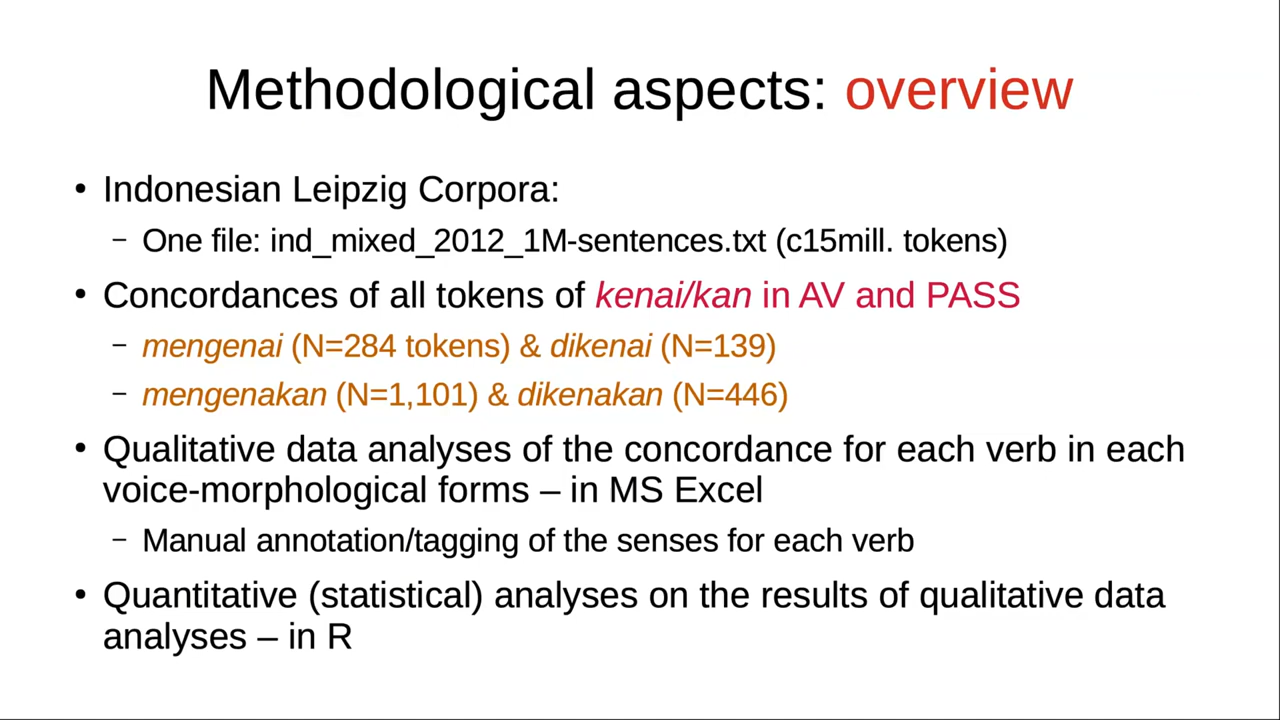 Methodological aspects: overview
• Indonesian Leipzig Corpora:
– One file: ind_mixed_2012_1M-sentences.txt (c15mill. tokens)
• Concordances of all tokens of kenai/kan in AV and PASS
– mengenai (N=284 tokens) & dikenai (N=139)
– mengenakan (N=1,101) & dikenakan (N=446)
• Qualitative data analyses of the concordance for each verb in each
voice-morphological forms – in MS Excel
– Manual annotation/tagging of the senses for each verb
• Quantitative (statistical) analyses on the results of qualitative data
analyses – in R